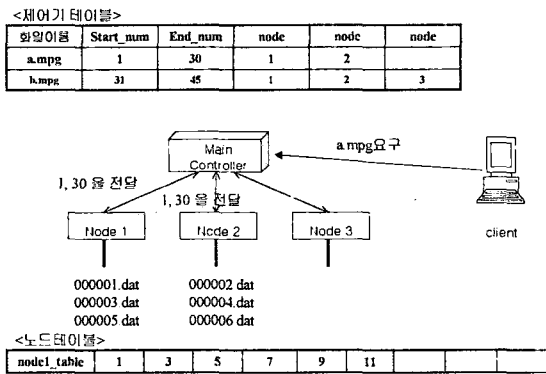 <제어기 테이블>
화일이름 Start_num End_num node node node
a.mpg 1 30 1 2
b.mpg 31 45 1 2 3
Main Controller
a.mpg요구
1, 30 을 전달
1, 30 을 전달
Node 1 Node 2 Node 3 client
000001.dat 000002 dat
000003 dat 000004.dat
000005 dat 000006 dat
<노드테이블>
node1_table 1 3 5 7 9 11